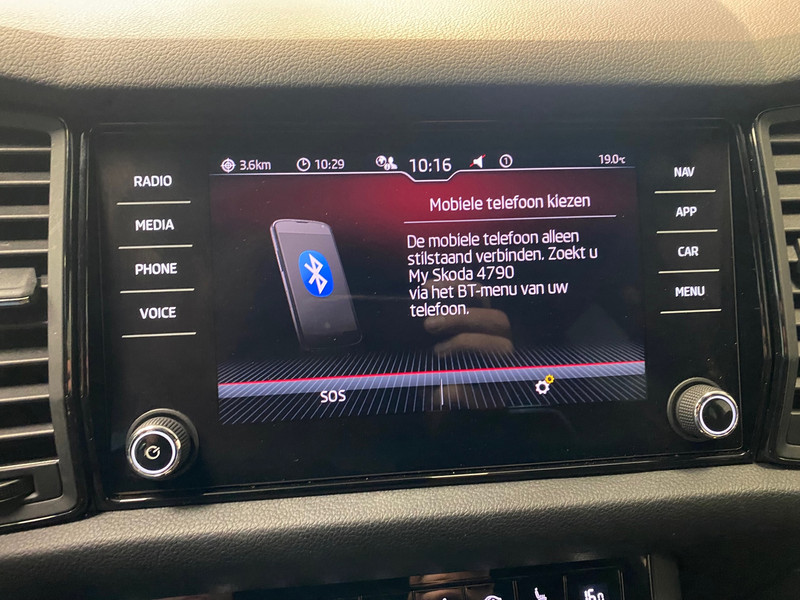 3.6km 10:29 10:16 1 19.0°C
RADIO
MEDIA
PHONE
VOICE
Mobiele telefoon kiezen
De mobiele telefoon alleen
stilstaand verbinden. Zoekt u
My Skoda 4790
via het BT-menu van uw
telefoon.
SOS
NAV
APP
CAR
MENU